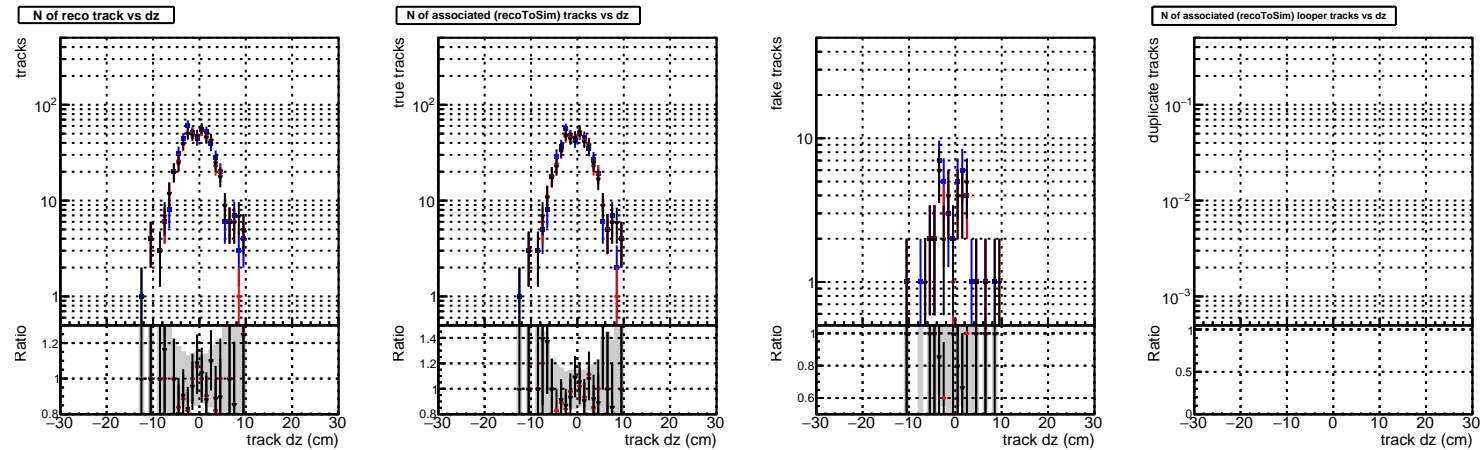 N of reco track vs dz
tracks
10²
10
1
Ratio
1.2
1
0.8
−30 −20 −10 0 10 20 30
track dz (cm)
N of associated (recoToSim) tracks vs dz
true tracks
10²
10
1
Ratio
1.4
1.2
1
0.8
−30 −20 −10 0 10 20 30
track dz (cm)
fake tracks
10
1
Ratio
1
0.8
0.6
−30 −20 −10 0 10 20 30
track dz (cm)
N of associated (recoToSim) looper tracks vs dz
duplicate tracks
10⁻¹
10⁻²
10⁻³
Ratio
1
0.5
0
−30 −20 −10 0 10 20 30
track dz (cm)